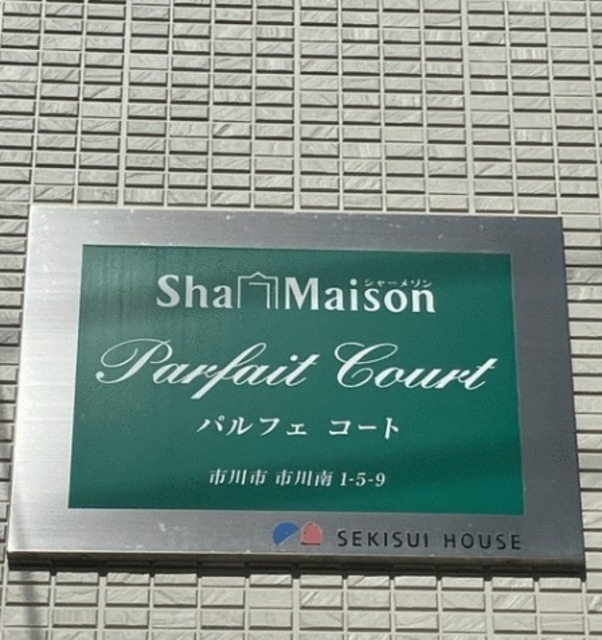 シャーメゾン
Sha Maison
Parfait Court
パルフェ コート
市川市 市川南 1-5-9
SEKISUI HOUSE